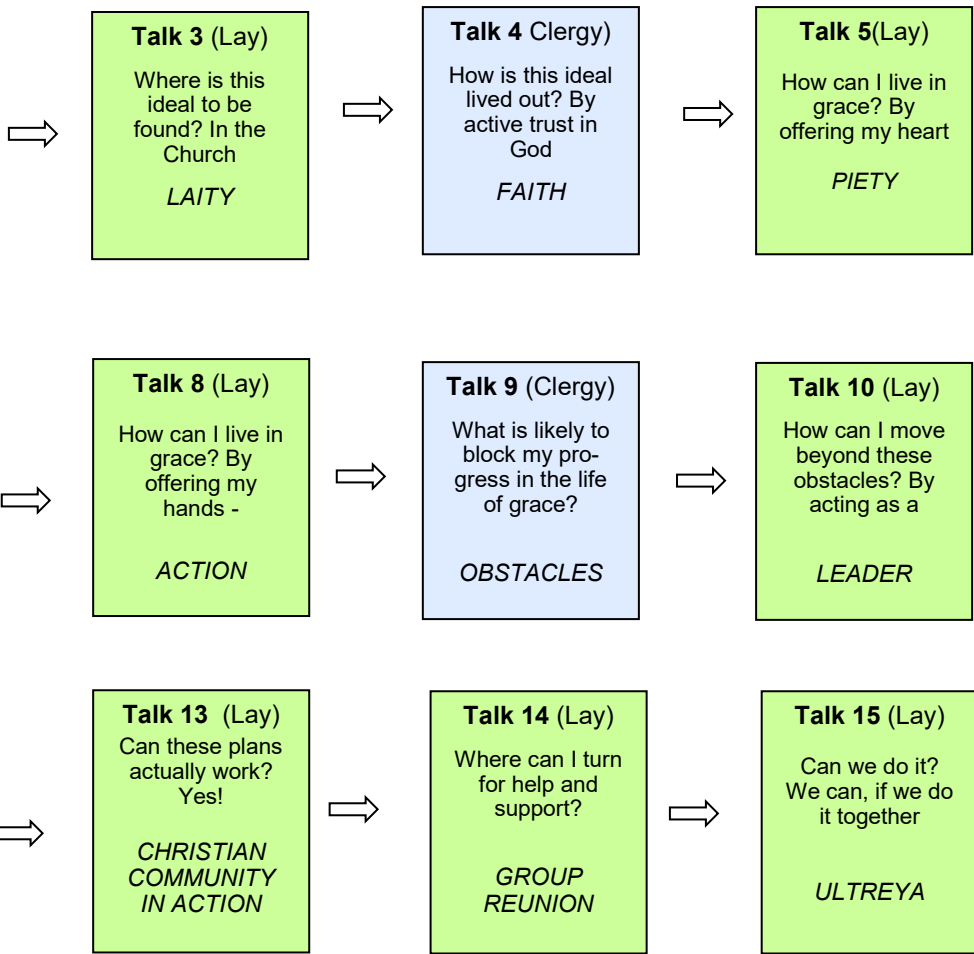 Talk 3 (Lay)
Where is this
ideal to be
found? In the
Church
LAITY
Talk 4 Clergy)
How is this ideal
lived out? By
active trust in
God
FAITH
Talk 5(Lay)
How can I live in
grace? By
offering my heart
PIETY
Talk 8 (Lay)
How can I live in
grace? By
offering my
hands -
ACTION
Talk 9 (Clergy)
What is likely to
block my pro-
gress in the life
of grace?
OBSTACLES
Talk 10 (Lay)
How can I move
beyond these
obstacles? By
acting as a
LEADER
Talk 13 (Lay)
Can these plans
actually work?
Yes!
CHRISTIAN
COMMUNITY
IN ACTION
Talk 14 (Lay)
Where can I turn
for help and
support?
GROUP
REUNION
Talk 15 (Lay)
Can we do it?
We can, if we do
it together
ULTREYA